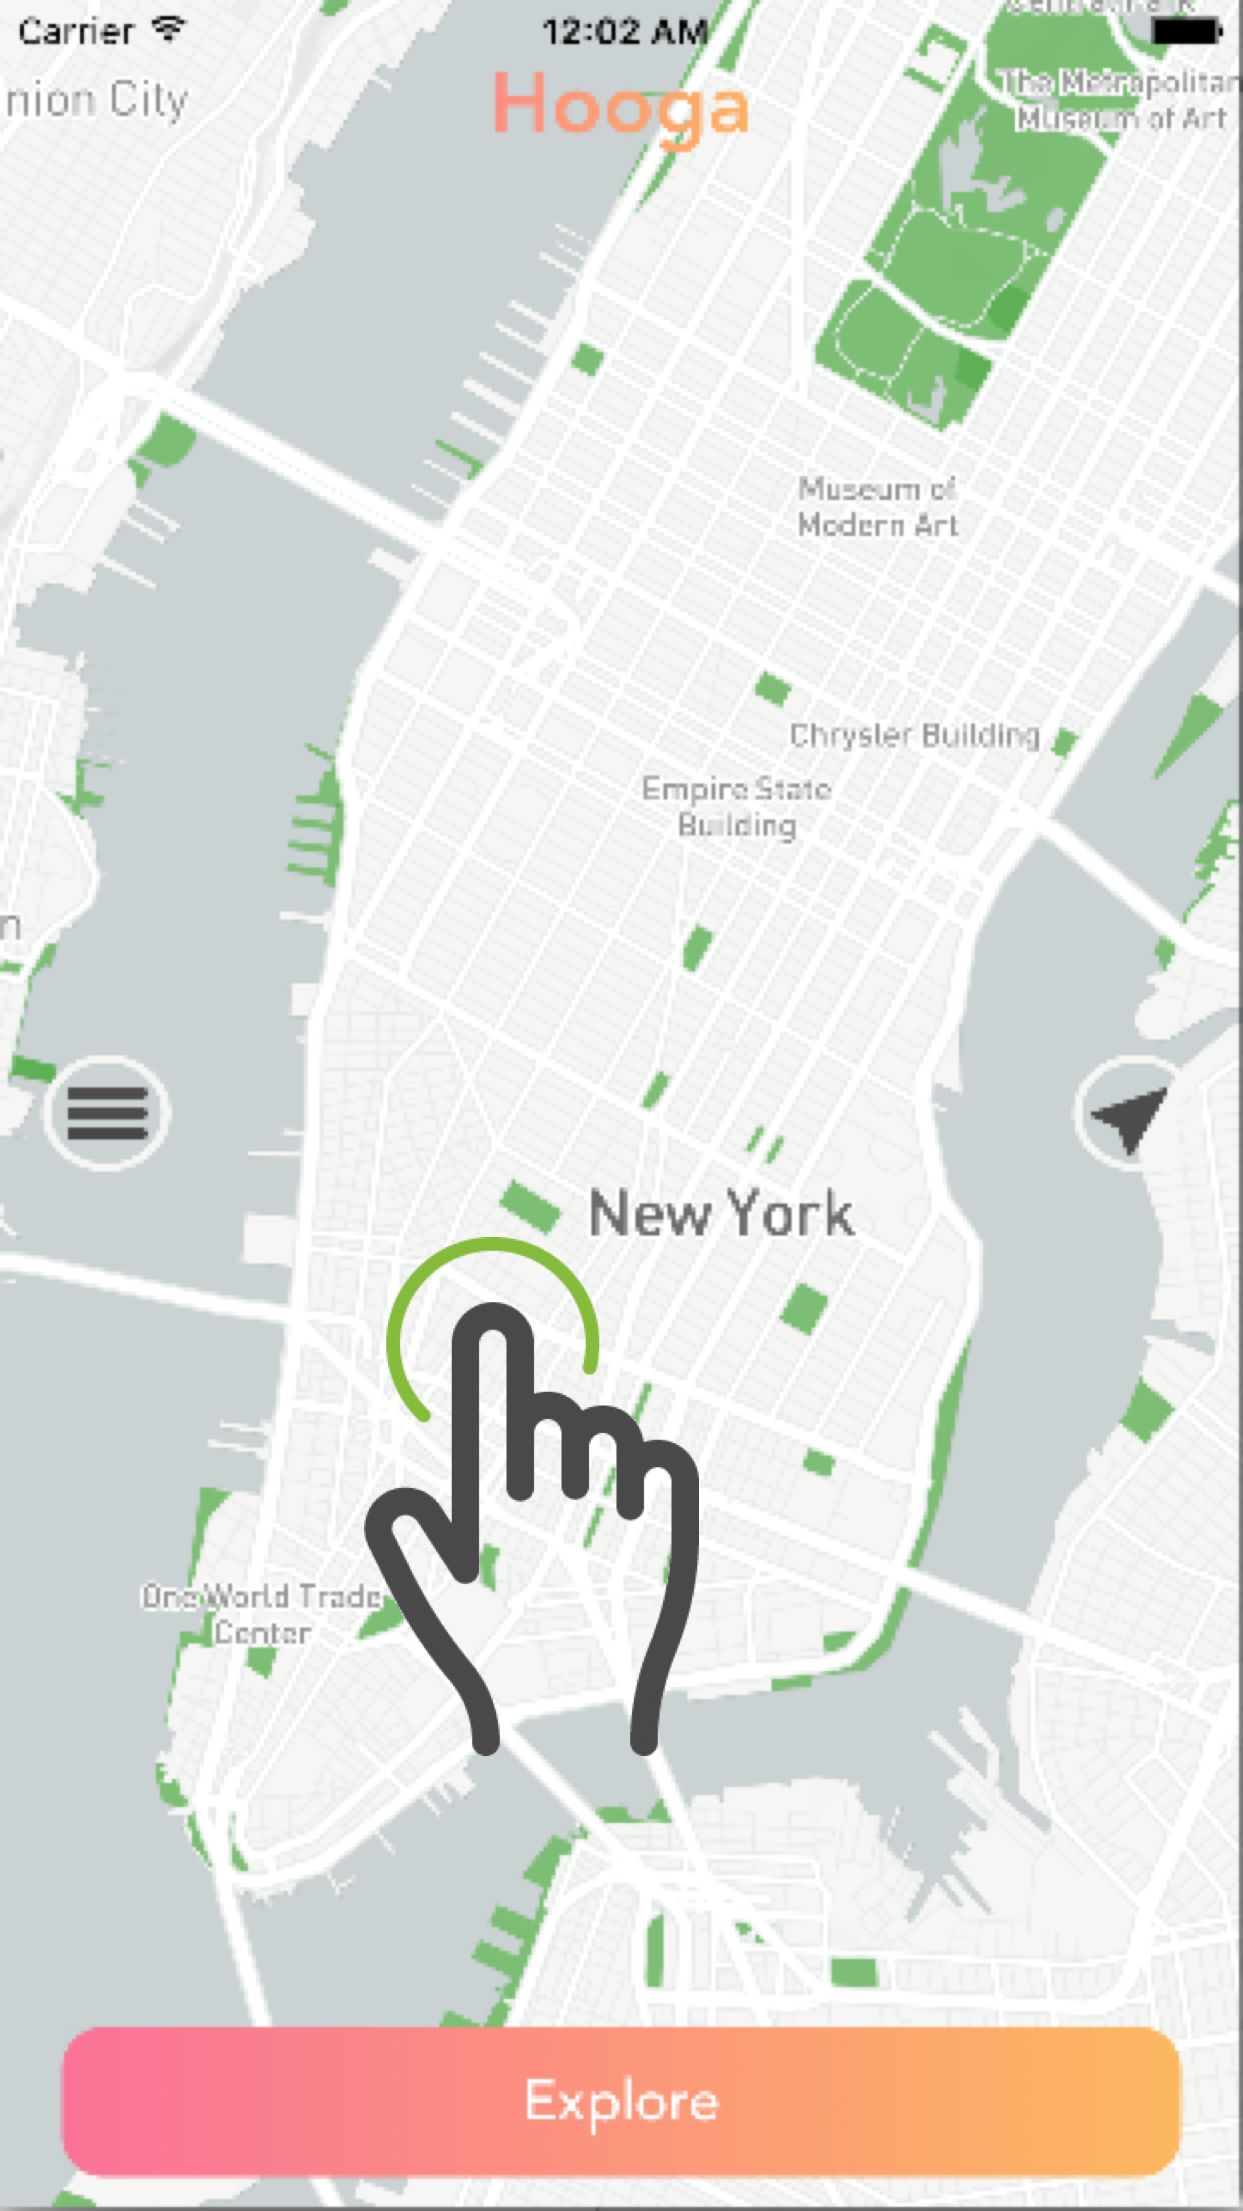 Carrier
12:02 AM
nion City
Hooga
The Metropolitan
Museum of Art
Museum of
Modern Art
Chrysler Building
Empire State
Building
n
New York
One World Trade
Center
Explore